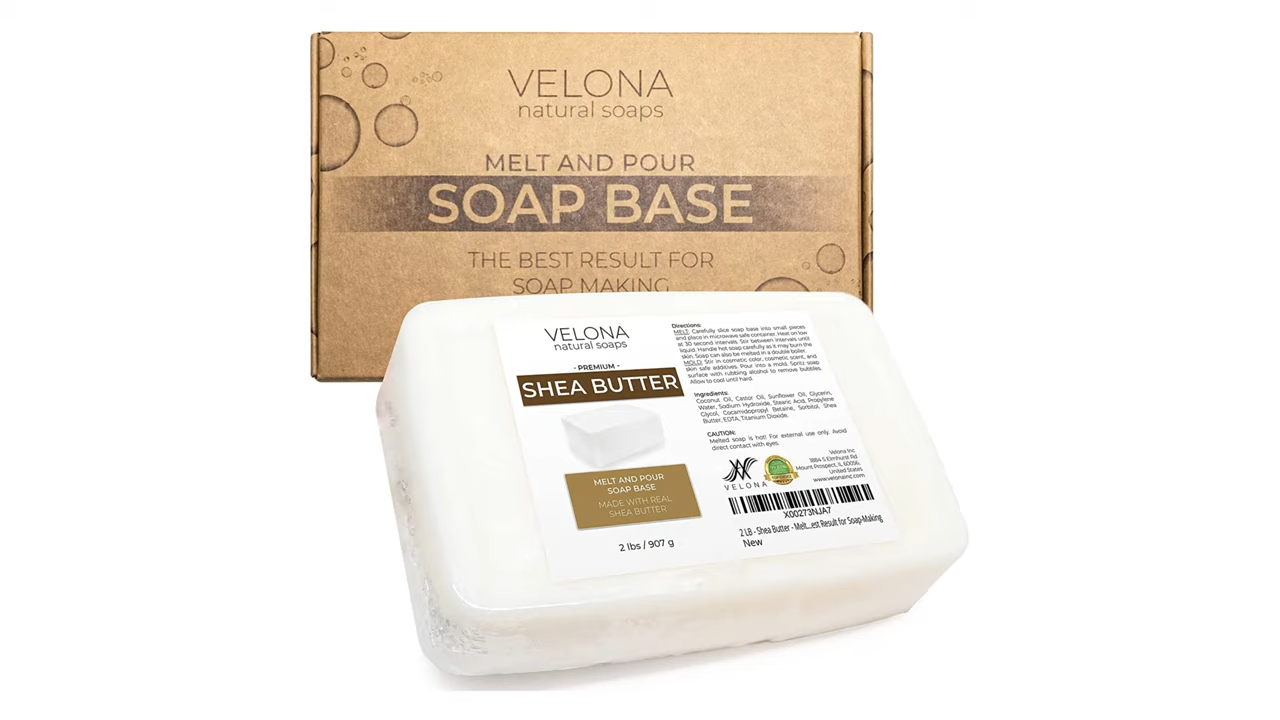 VELONA
natural soaps
MELT AND POUR
SOAP BASE
THE BEST RESULT FOR
SOAP MAKING
VELONA
natural soaps
- PREMIUM -
SHEA BUTTER
MELT AND POUR
SOAP BASE
MADE WITH REAL
SHEA BUTTER
2 lbs / 907 g
Directions:
MELT: Carefully slice soap base into small pieces
and place in microwave safe container. Heat on low
at 30 second intervals. Stir between intervals until
liquid. Handle hot soap carefully as it may burn the
skin. Soap can also be melted in a double boiler.
MOLD: Stir in cosmetic color, cosmetic scent, and
skin safe additives. Pour into a mold. Spritz soap
surface with rubbing alcohol to remove bubbles.
Allow to cool until hard.
Ingredients:
Coconut Oil, Castor Oil, Sunflower Oil, Glycerin,
Water, Sodium Hydroxide, Stearic Acid, Propylene
Glycol, Cocamidopropyl Betaine, Sorbitol, Shea
Butter, EDTA, Titanium Dioxide.
CAUTION:
Melted soap is hot! For external use only. Avoid
direct contact with eyes.
VELONA
Velona Inc.
1884 S Elmhurst Rd.
Mount Prospect, IL 60056,
United States
www.velonainc.com
X00273NJA7
2 LB - Shea Butter - Melt...est Result for Soap-Making
New